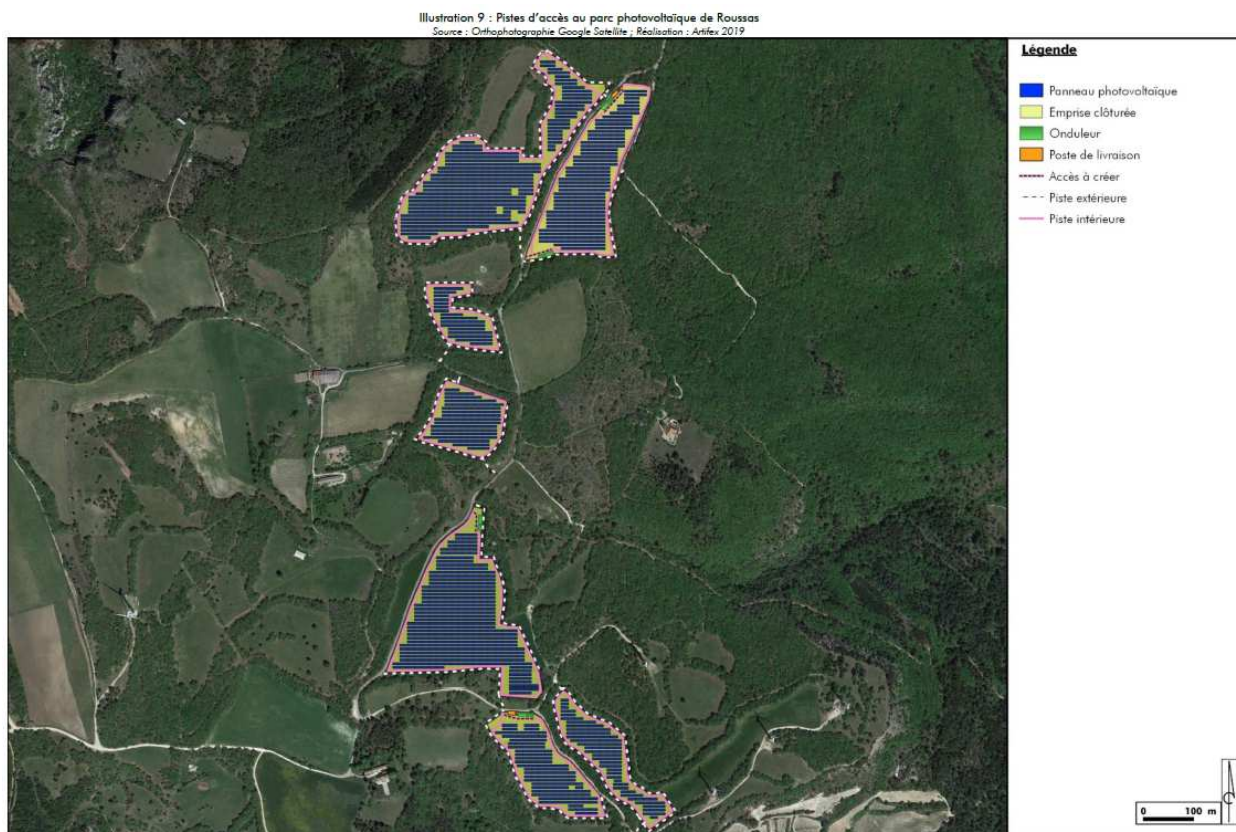 Illustration 9 : Pistes d'accès au parc photovoltaïque de Roussas
Source : Orthophotographie Google Satellite ; Réalisation : Artifex 2019
Légende
Panneau photovoltaïque
Emprise clôturée
Onduleur
Poste de livraison
Accès à créer
Piste extérieure
Piste intérieure
0 100 m